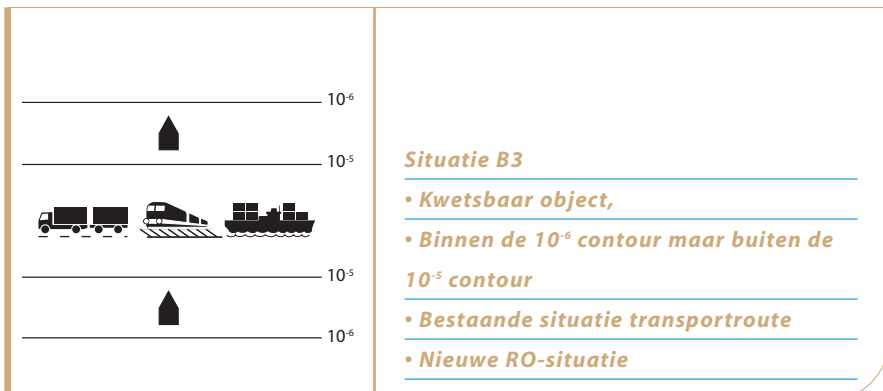 10⁻⁶
10⁻⁵
10⁻⁵
10⁻⁶
Situatie B3
• Kwetsbaar object,
• Binnen de 10⁻⁶ contour maar buiten de
10⁻⁵ contour
• Bestaande situatie transportroute
• Nieuwe RO-situatie